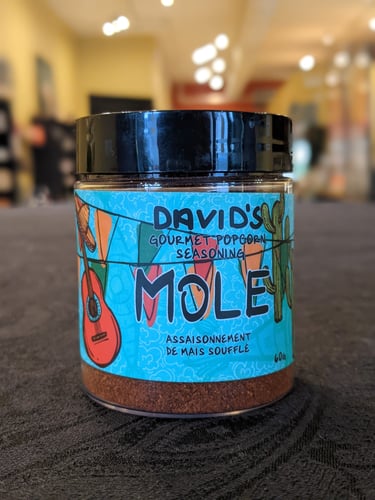 DAVID'S
GOURMET POPCORN
SEASONING
MOLE
ASSAISONNEMENT
DE MAIS SOUFFLÉ
60g